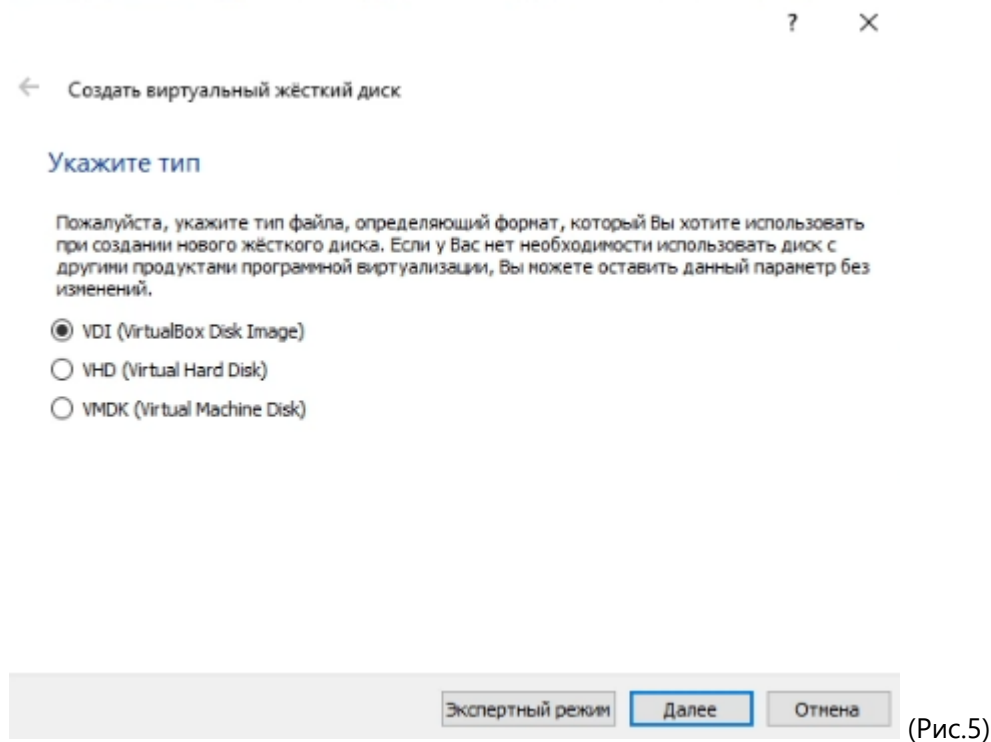 ?
Создать виртуальный жёсткий диск
Укажите тип
Пожалуйста, укажите тип файла, определяющий формат, который Вы хотите использовать
при создании нового жёсткого диска. Если у Вас нет необходимости использовать диск с
другими продуктами программной виртуализации, Вы можете оставить данный параметр без
изменений.
VDI (VirtualBox Disk Image)
VHD (Virtual Hard Disk)
VMDK (Virtual Machine Disk)
Экспертный режим Далее Отмена (Рис.5)